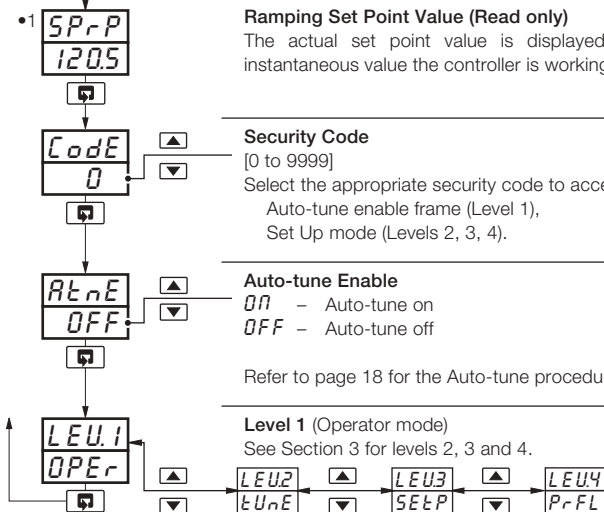 •1
SPrP
120.5
Ramping Set Point Value (Read only)
The actual set point value is displayed
instantaneous value the controller is working
CodE
0
Security Code
[0 to 9999]
Select the appropriate security code to acce
Auto-tune enable frame (Level 1),
Set Up mode (Levels 2, 3, 4).
AtnE
OFF
Auto-tune Enable
On – Auto-tune on
OFF – Auto-tune off
Refer to page 18 for the Auto-tune procedu
LEV.1
OPEr
Level 1 (Operator mode)
See Section 3 for levels 2, 3 and 4.
LEV.2
tUnE
LEV.3
SEtP
LEV.4
PrFL